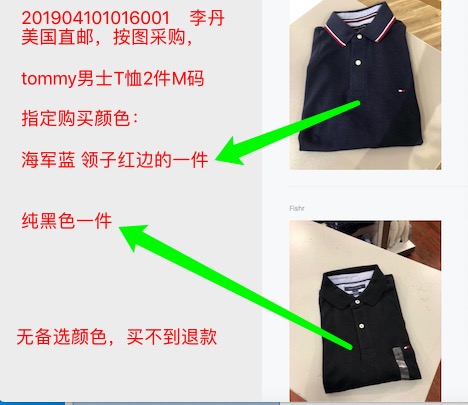 201904101016001 李丹
美国直邮，按图采购，
tommy男士T恤2件M码
指定购买颜色：
海军蓝 领子红边的一件
Fishr
纯黑色一件
无备选颜色，买不到退款